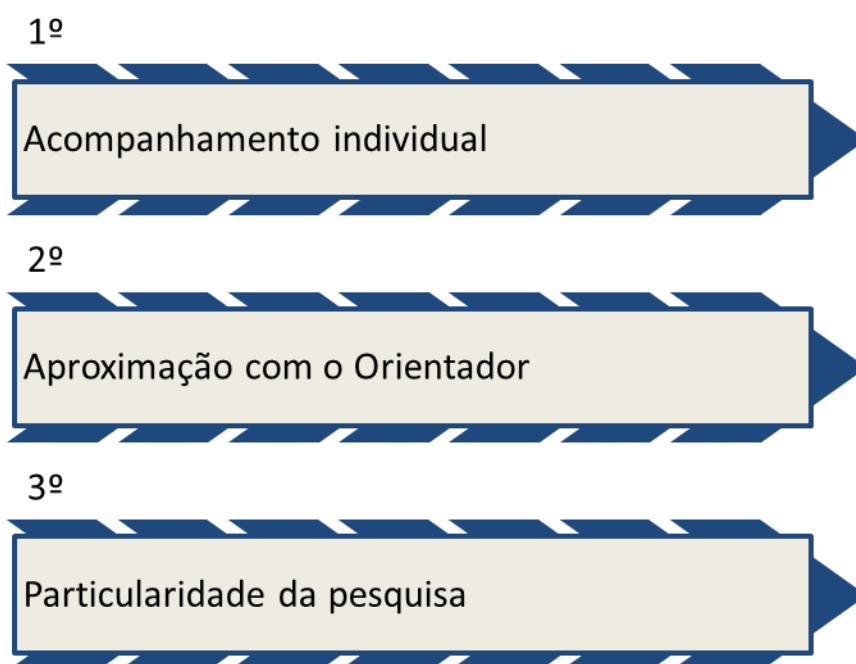 1º
Acompanhamento individual
2º
Aproximação com o Orientador
3º
Particularidade da pesquisa